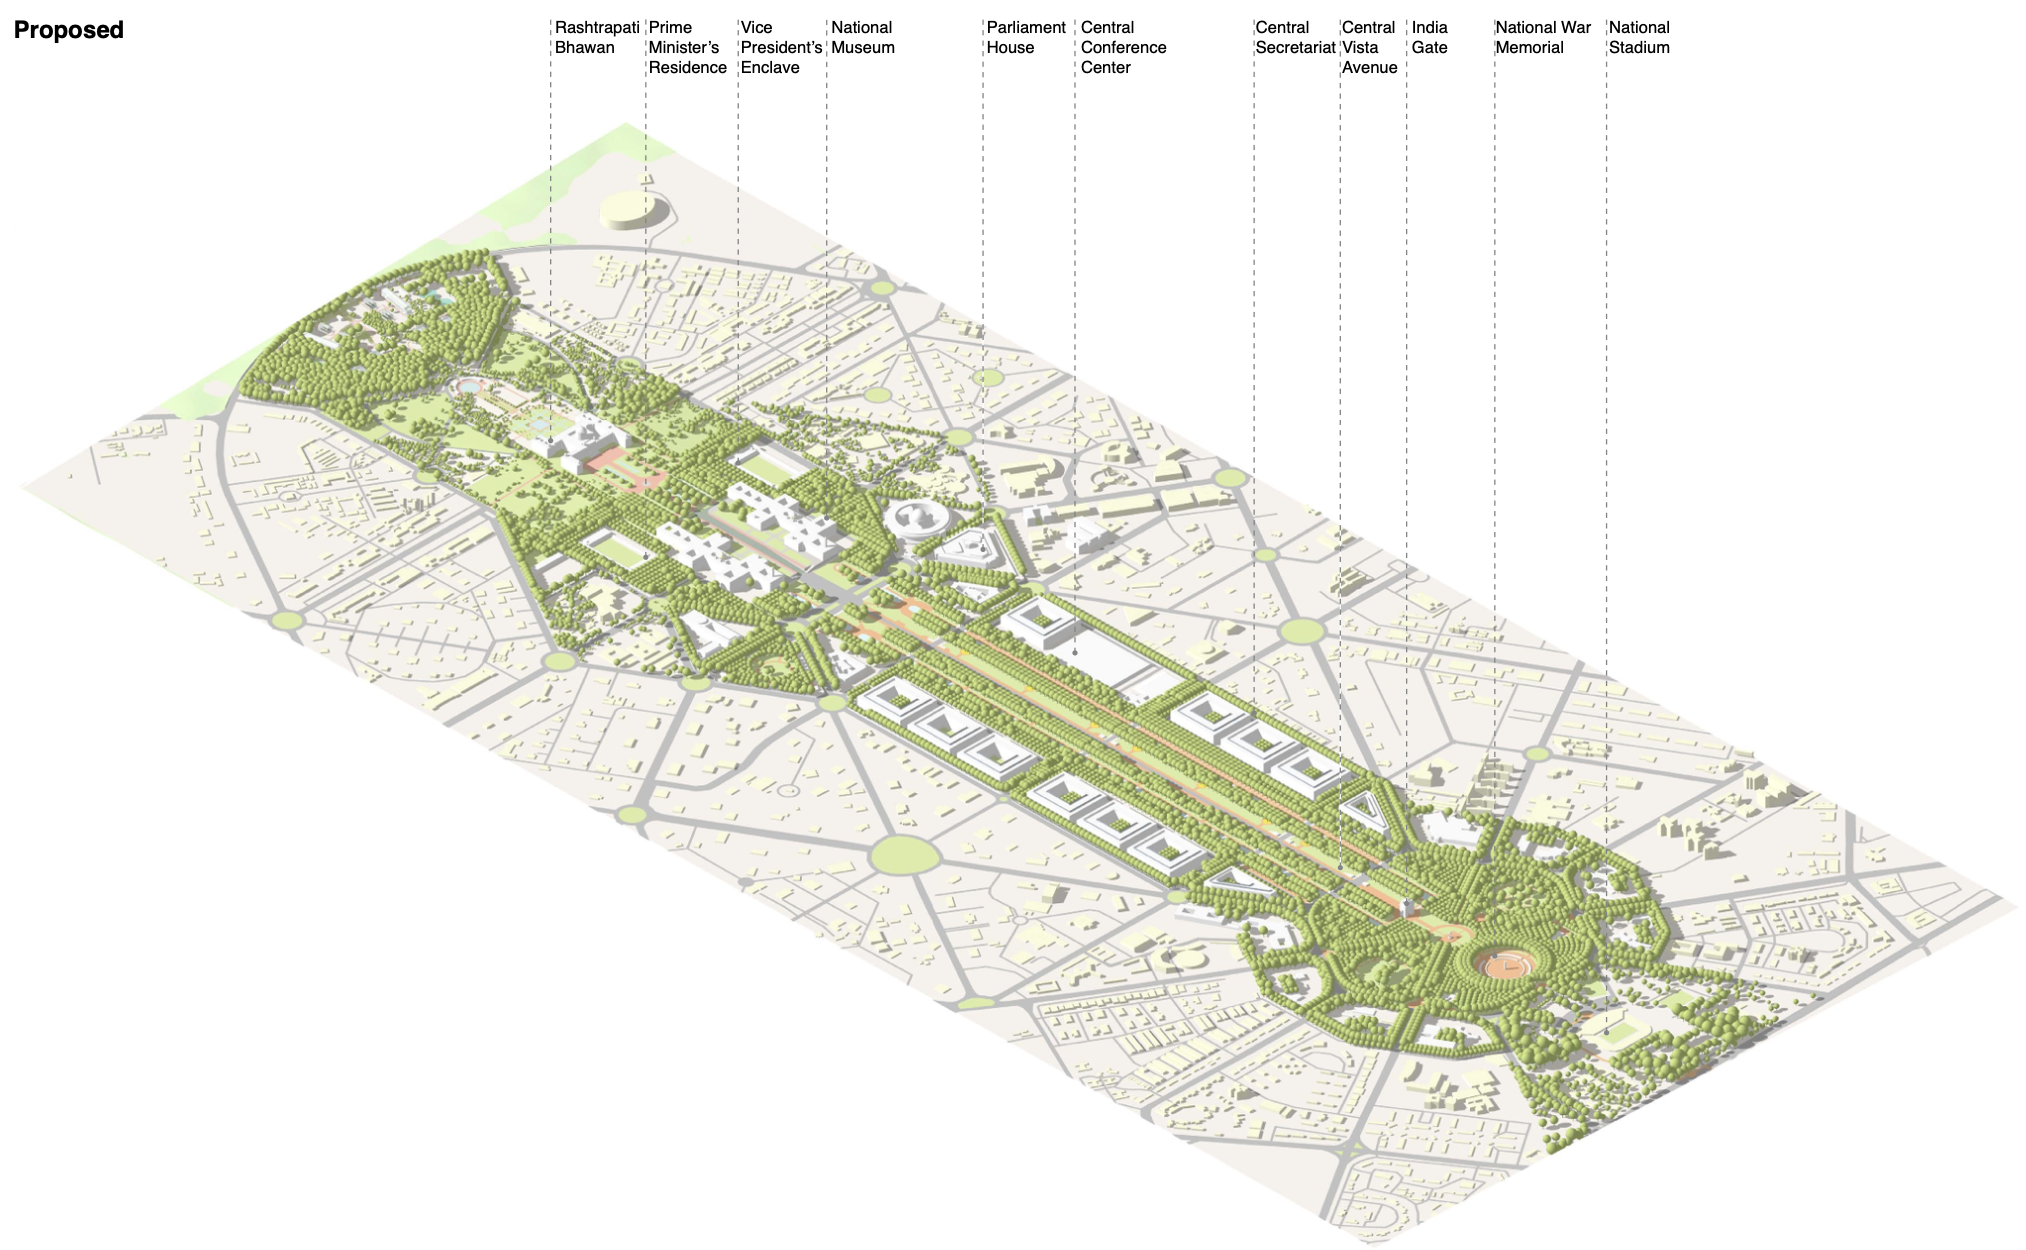 Proposed
Rashtrapati
Bhawan
Prime
Minister’s
Residence
Vice
President’s
Enclave
National
Museum
Parliament
House
Central
Conference
Center
Central
Secretariat
Central
Vista
Avenue
India
Gate
National War
Memorial
National
Stadium